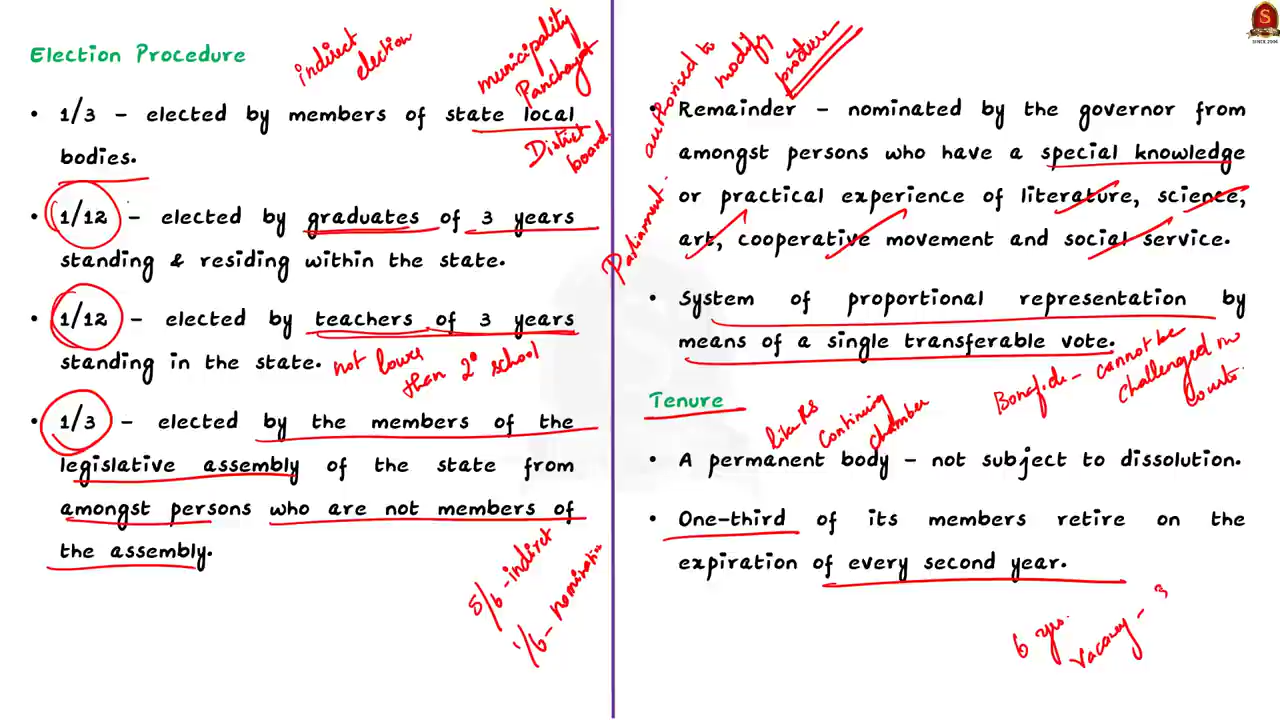 Election Procedure
indirect
election
municipality
Panchayat
• 1/3 - elected by members of state local
bodies.
District
board.
• 1/12 - elected by graduates of 3 years
standing & residing within the state.
• 1/12 - elected by teachers of 3 years
standing in the state.
not lower
than 2° school
• 1/3 - elected by the members of the
legislative assembly of the state from
amongst persons who are not members of
the assembly.
5/6 - indirect
1/6 - nomination
Parliament
authorised to
modify
S
SINCE 2004
• Remainder - nominated by the governor from
amongst persons who have a special knowledge
or practical experience of literature, science,
art, cooperative movement and social service.
• System of proportional representation by
means of a single transferable vote.
Bonafide - cannot be
challenged in
courts.
Tenure
like RS
continuing
chamber
• A permanent body - not subject to dissolution.
• One-third of its members retire on the
expiration of every second year.
6 yrs.
vacancy -